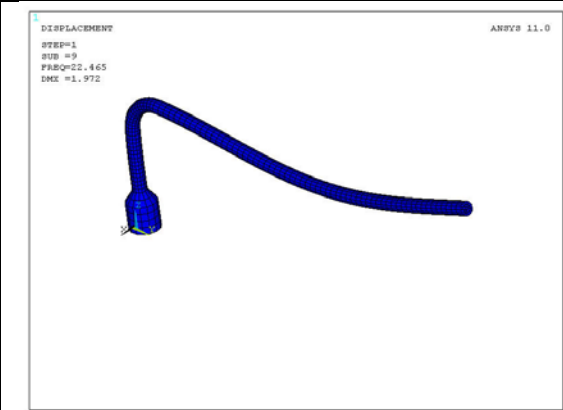 1
DISPLACEMENT
STEP=1
SUB =9
FREQ=22.465
DMX =1.972
ANSYS 11.0
X
Y